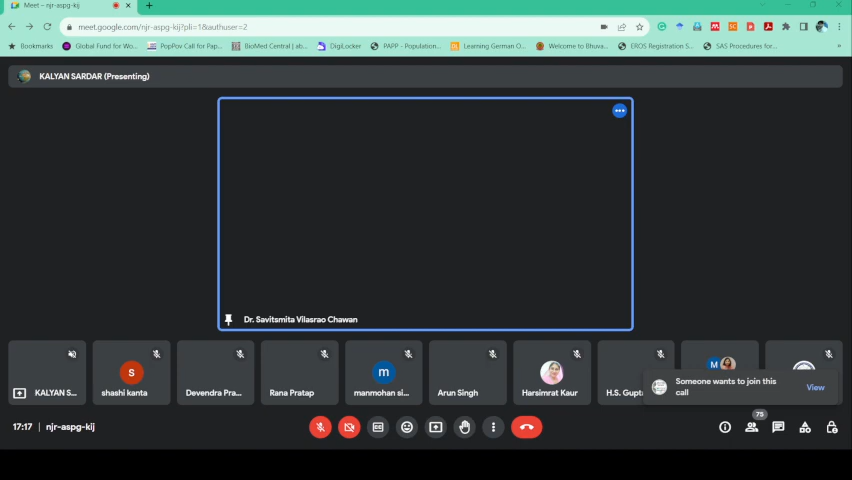 Meet – njr-aspg-kij
meet.google.com/njr-aspg-kij?pli=1&authuser=2
Bookmarks
Global Fund for Wo...
PopPov Call for Pap...
BioMed Central | ab...
DigiLocker
PAPP - Population...
Learning German O...
Welcome to Bhuva...
EROS Registration S...
SAS Procedures for...
KALYAN SARDAR (Presenting)
Dr. Savitsmita Vilasrao Chawan
KALYAN S...
s
shashi kanta
Devendra Pra...
Rana Pratap
m
manmohan si...
Arun Singh
Harsimrat Kaur
H.S. Gupta
M
Someone wants to join this
call
View
17:17 | njr-aspg-kij
75